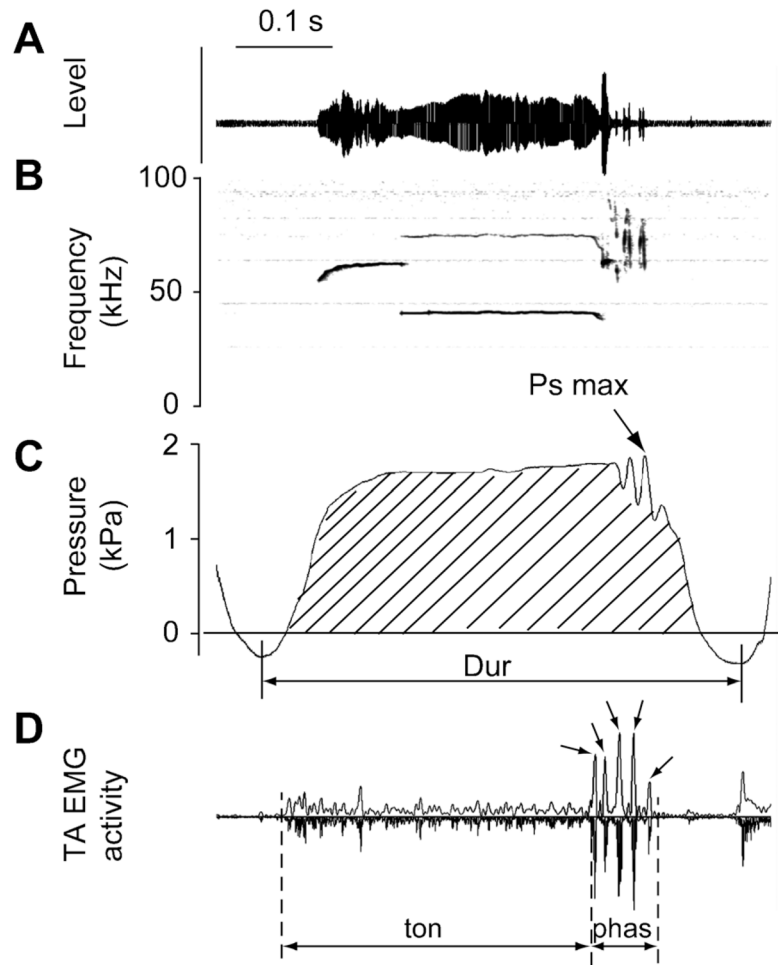 A
0.1 s
Level
B
100
50
0
Frequency
(kHz)
Ps max
C
2
1
0
Pressure
(kPa)
Dur
D
TA EMG
activity
ton
phas